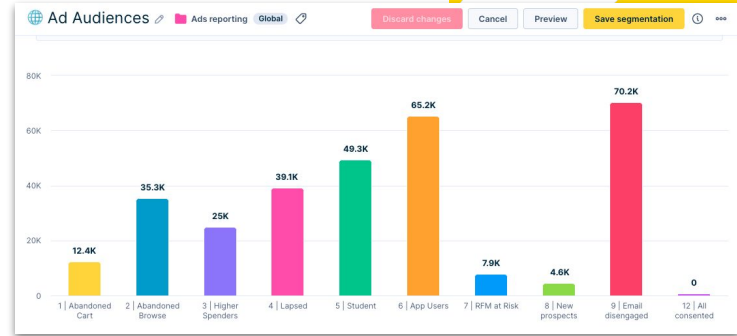 Ad Audiences Ads reporting Global Discard changes Cancel Preview Save segmentation
80K
70.2K
65.2K
60K
49.3K
39.1K
40K
35.3K
25K
20K
12.4K
7.9K
4.6K
0
0
1 | Abandoned Cart
2 | Abandoned Browse
3 | Higher Spenders
4 | Lapsed
5 | Student
6 | App Users
7 | RFM at Risk
8 | New prospects
9 | Email disengaged
12 | All consented